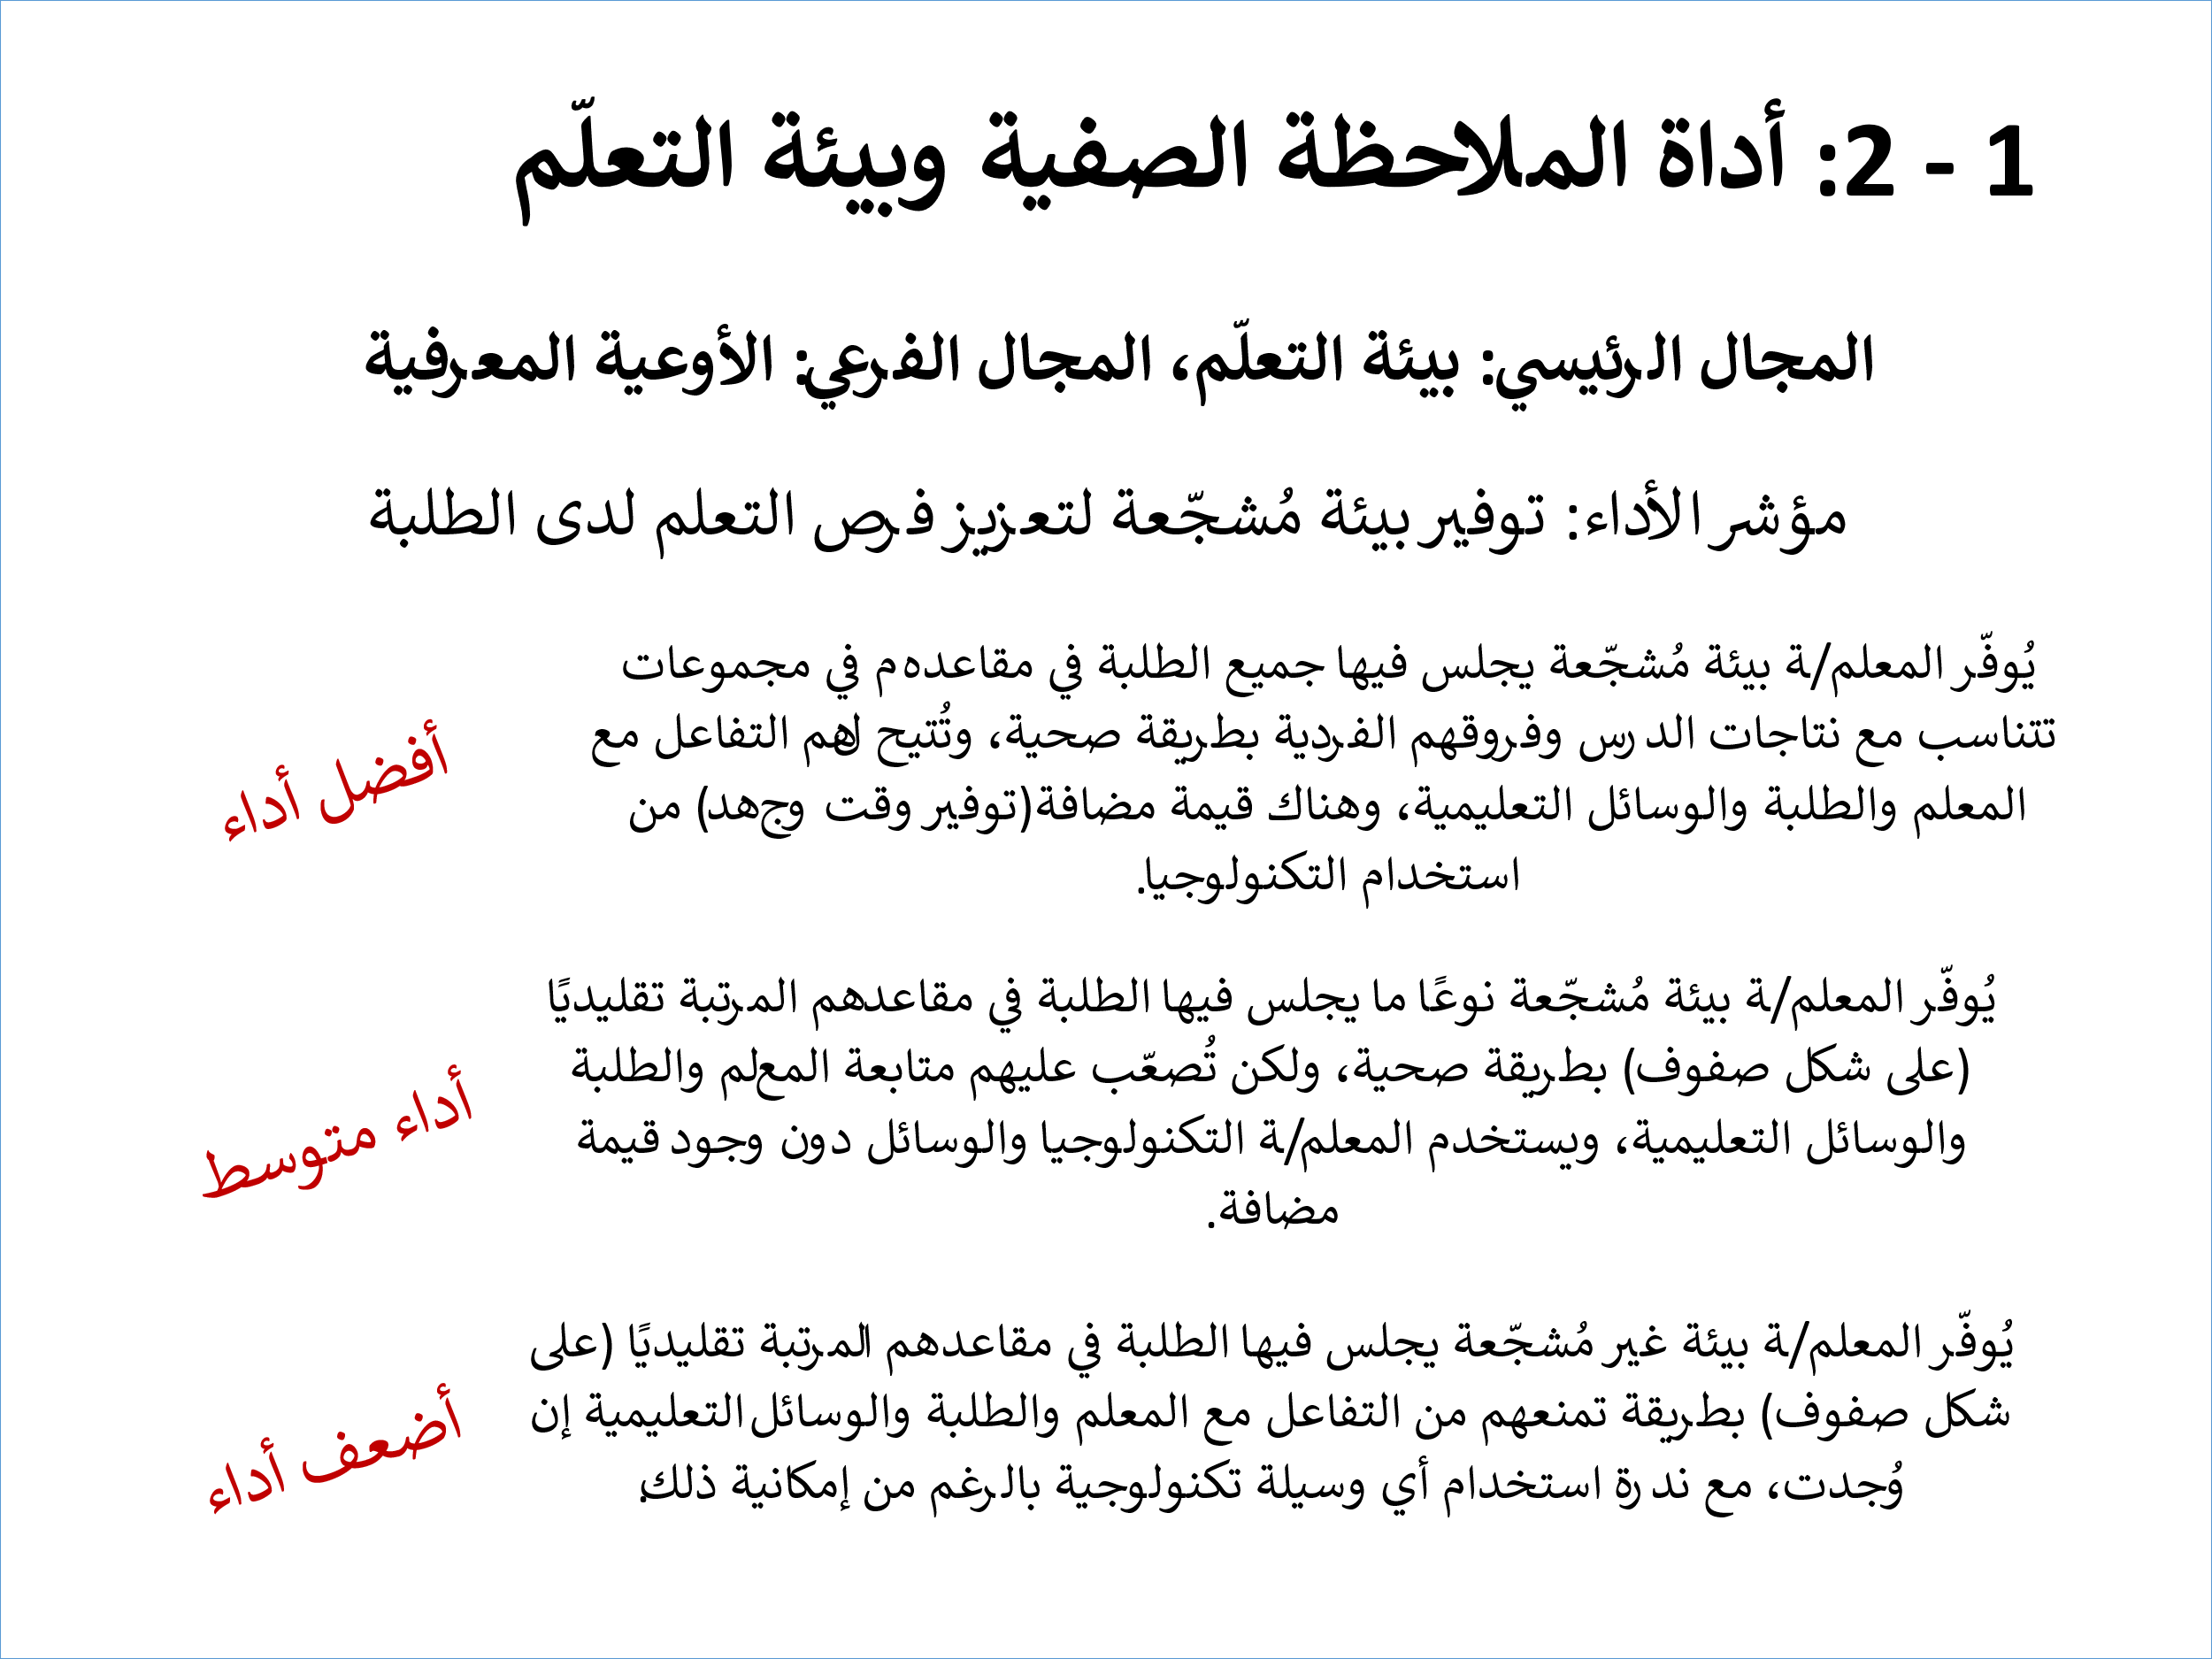 1 - 2: أداة الملاحظة الصفية وبيئة التعلّم
المجال الرئيسي: بيئة التعلّم، المجال الفرعي: الأوعية المعرفية
مؤشر الأداء: توفير بيئة مُشجّعة لتعزيز فرص التعلم لدى الطلبة
يُوفّر المعلم/ـة بيئة مُشجّعة يجلس فيها جميع الطلبة في مقاعدهم في مجموعات
تتناسب مع نتاجات الدرس وفروقهم الفردية بطريقة صحية، وتُتيح لهم التفاعل مع
المعلم والطلبة والوسائل التعليمية، وهناك قيمة مضافة(توفير وقت وجهد) من
استخدام التكنولوجيا.
أفضل أداء
يُوفّر المعلم/ـة بيئة مُشجّعة نوعًا ما يجلس فيها الطلبة في مقاعدهم المرتبة تقليديًا
(على شكل صفوف) بطريقة صحية، ولكن تُصعّب عليهم متابعة المعلم والطلبة
والوسائل التعليمية، ويستخدم المعلم/ـة التكنولوجيا والوسائل دون وجود قيمة
مضافة.
أداء متوسط
يُوفّر المعلم/ـة بيئة غير مُشجّعة يجلس فيها الطلبة في مقاعدهم المرتبة تقليديًا (على
شكل صفوف) بطريقة تمنعهم من التفاعل مع المعلم والطلبة والوسائل التعليمية إن
وُجدت، مع ندرة استخدام أي وسيلة تكنولوجية بالرغم من إمكانية ذلك.
أضعف أداء